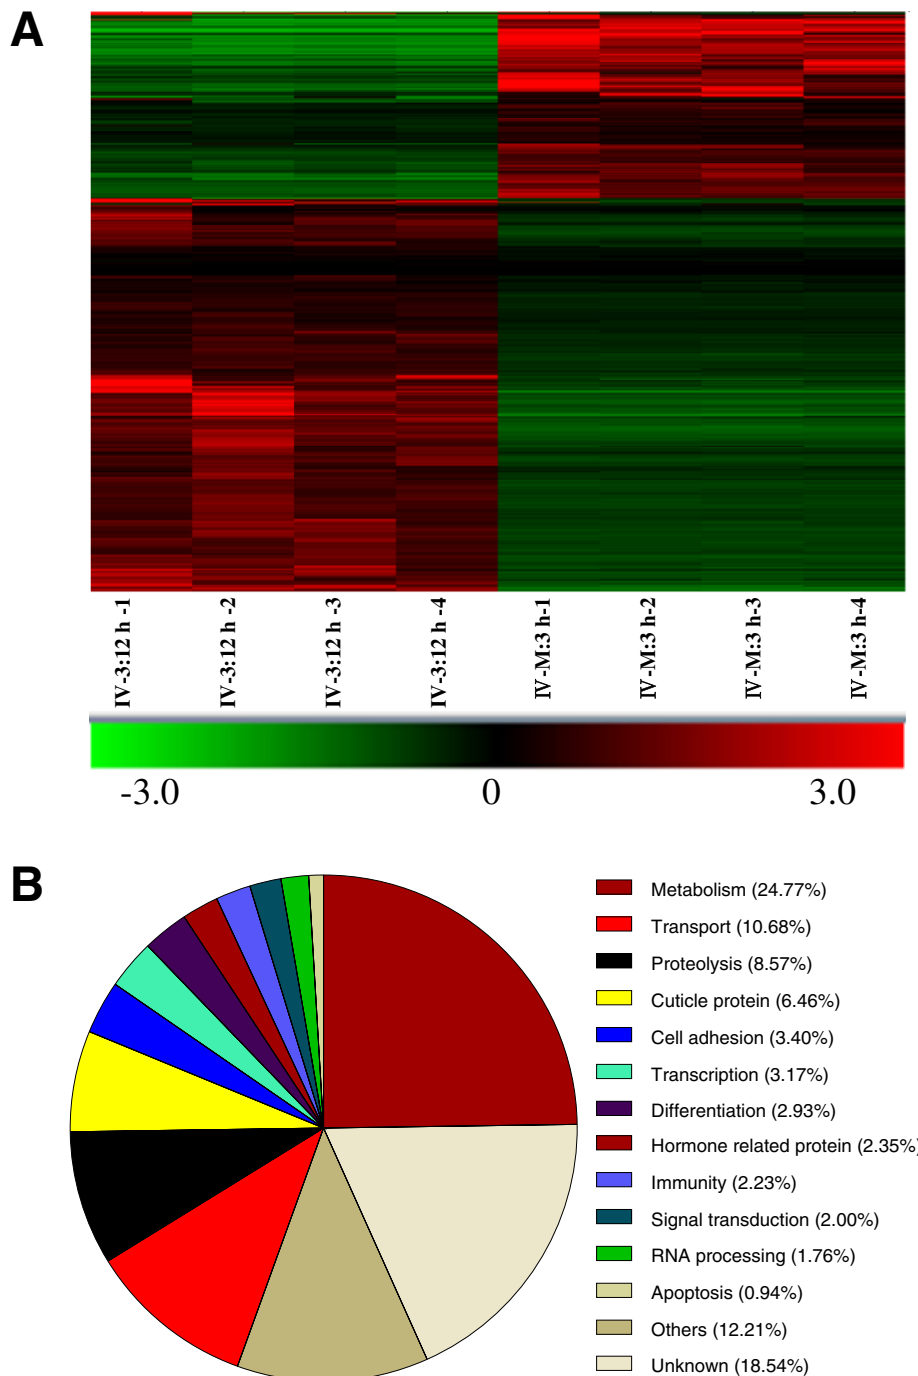 A
IV-3:12 h -1
IV-3:12 h -2
IV-3:12 h -3
IV-3:12 h -4
IV-M:3 h-1
IV-M:3 h-2
IV-M:3 h-3
IV-M:3 h-4
-3.0 0 3.0
B
Metabolism (24.77%)
Transport (10.68%)
Proteolysis (8.57%)
Cuticle protein (6.46%)
Cell adhesion (3.40%)
Transcription (3.17%)
Differentiation (2.93%)
Hormone related protein (2.35%)
Immunity (2.23%)
Signal transduction (2.00%)
RNA processing (1.76%)
Apoptosis (0.94%)
Others (12.21%)
Unknown (18.54%)